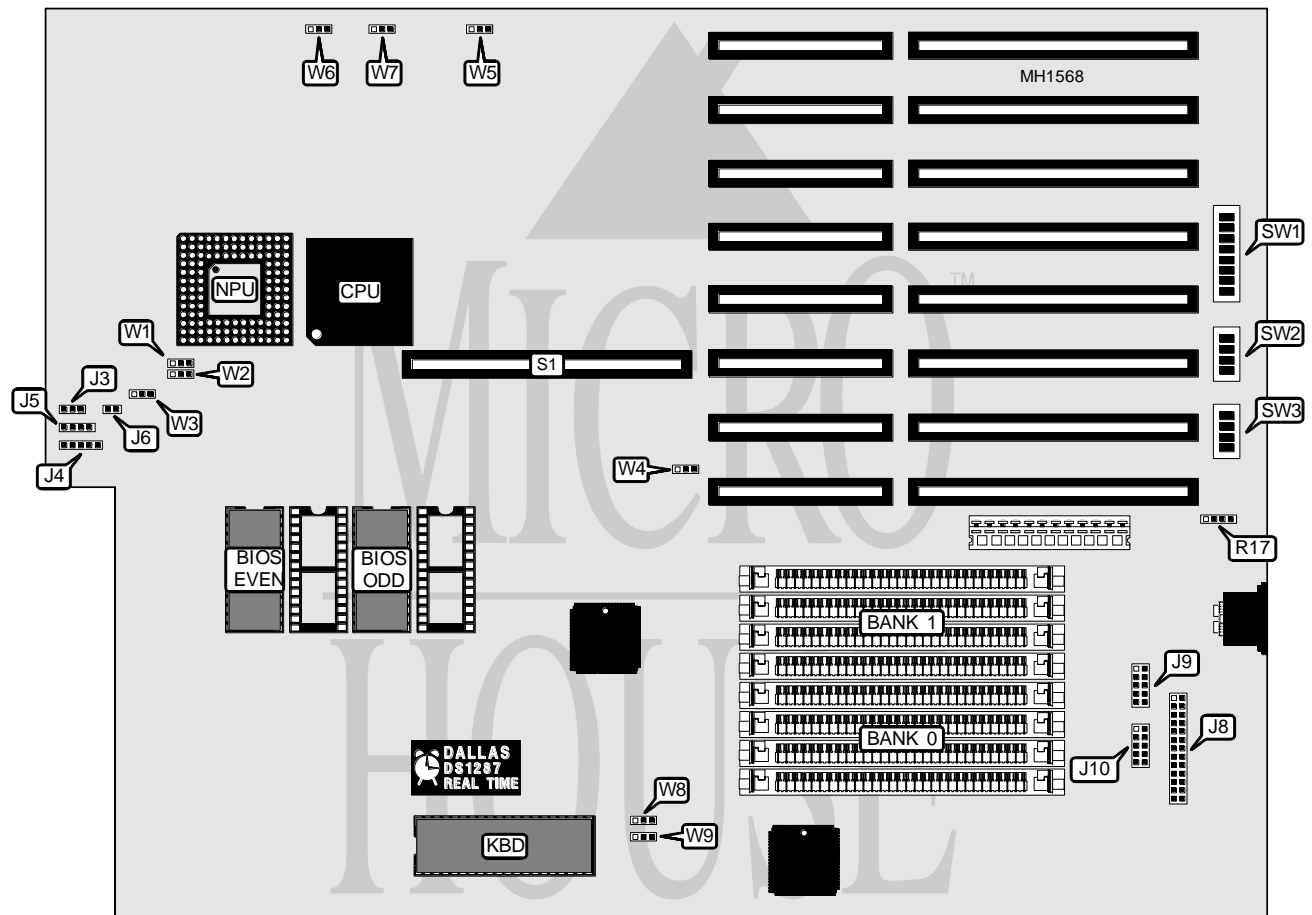 W6
W7
W5
MH1568
SW1
NPU
CPU
TM
W1
W2
S1
SW2
J3
J5
W3
J6
SW3
J4
W4
R17
BIOS
EVEN
BIOS
ODD
BANK 1
J9
J8
BANK 0
J10
DALLAS
DS1287
REAL TIME
W8
W9
KBD
MICRO
HOUSE